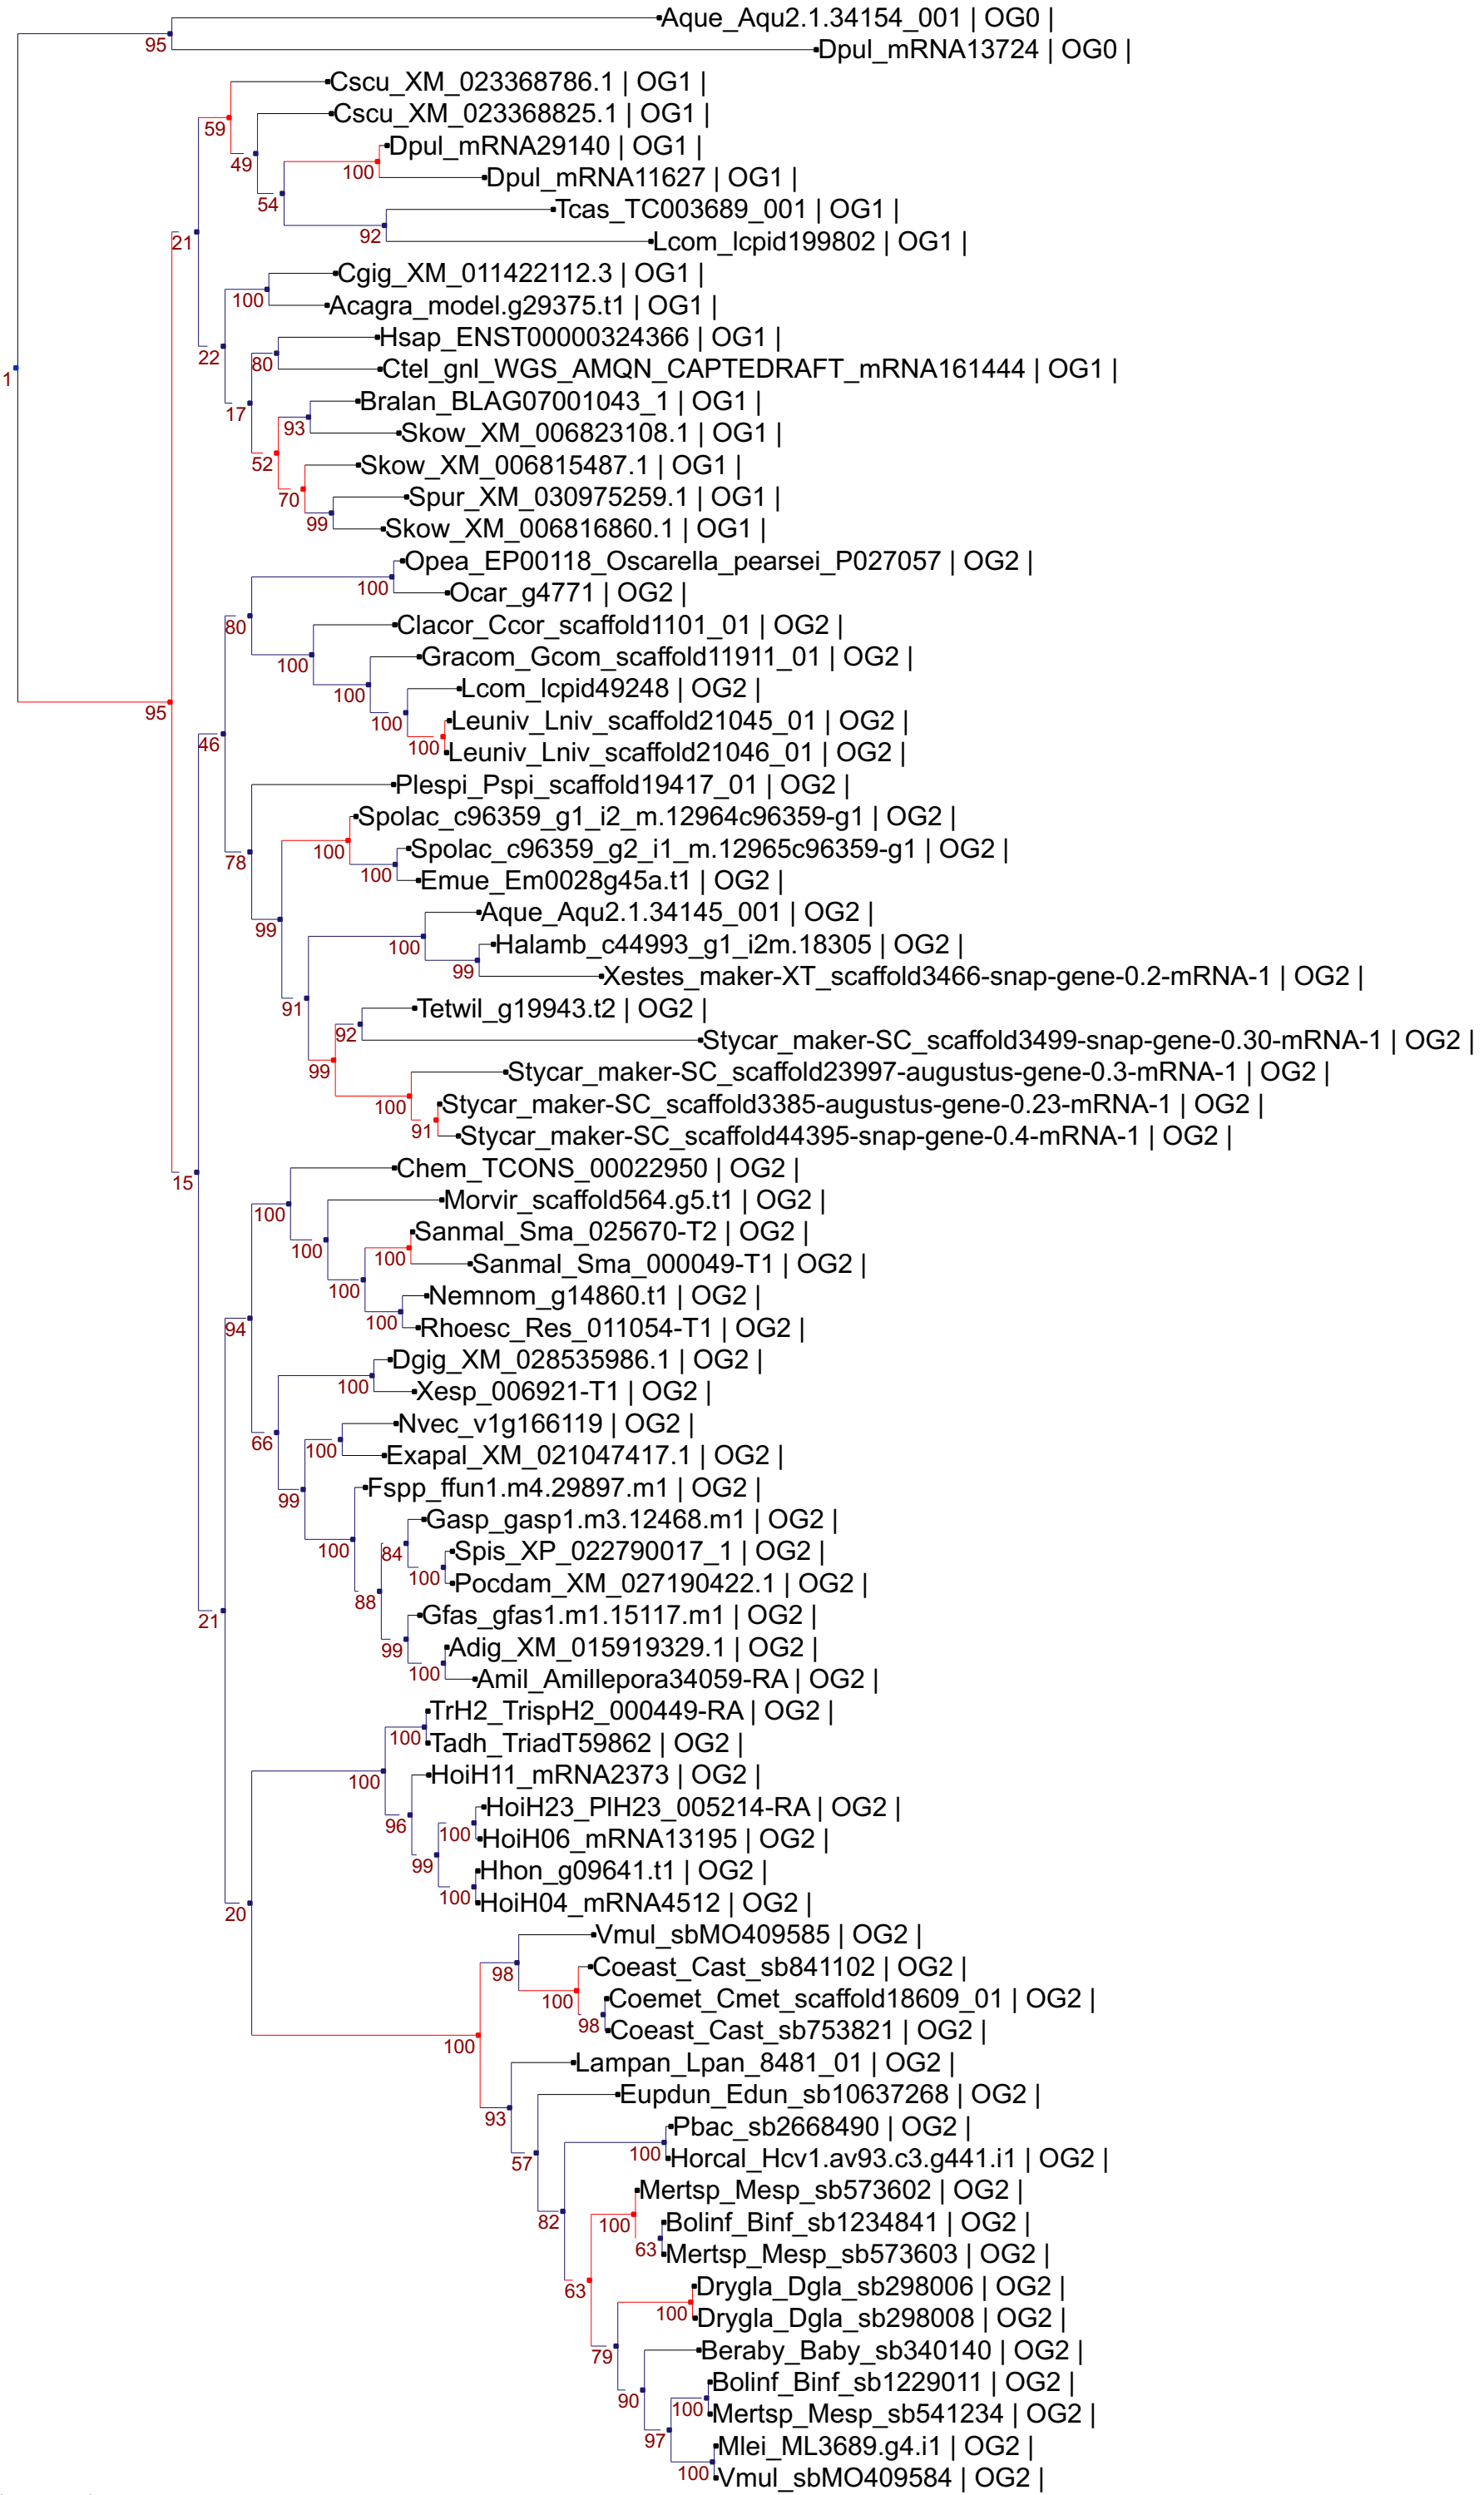 Aque_Aqu2.1.34154_001 | OG0 |
95
Dpul_mRNA13724 | OG0 |
Cscu_XM_023368786.1 | OG1 |
Cscu_XM_023368825.1 | OG1 |
59
Dpul_mRNA29140 | OG1 |
49
100
Dpul_mRNA11627 | OG1 |
54
Tcas_TC003689_001 | OG1 |
92
Lcom_lcpid199802 | OG1 |
21
Cgig_XM_011422112.3 | OG1 |
100
Acagra_model.g29375.t1 | OG1 |
Hsap_ENST00000324366 | OG1 |
22
80
Ctel_gnl_WGS_AMQN_CAPTEDRAFT_mRNA161444 | OG1 |
1
Bralan_BLAG07001043_1 | OG1 |
17
93
Skow_XM_006823108.1 | OG1 |
52
Skow_XM_006815487.1 | OG1 |
70
Spur_XM_030975259.1 | OG1 |
99
Skow_XM_006816860.1 | OG1 |
Opea_EP00118_Oscarella_pearsei_P027057 | OG2 |
100
Ocar_g4771 | OG2 |
80
Clacor_Ccor_scaffold1101_01 | OG2 |
100
Gracom_Gcom_scaffold11911_01 | OG2 |
100
Lcom_lcpid49248 | OG2 |
95
100
Leuniv_Lniv_scaffold21045_01 | OG2 |
46
100
Leuniv_Lniv_scaffold21046_01 | OG2 |
Plespi_Pspi_scaffold19417_01 | OG2 |
Spolac_c96359_g1_i2_m.12964c96359-g1 | OG2 |
100
Spolac_c96359_g2_i1_m.12965c96359-g1 | OG2 |
78
100
Emue_Em0028g45a.t1 | OG2 |
Aque_Aqu2.1.34145_001 | OG2 |
99
100
Halamb_c44993_g1_i2m.18305 | OG2 |
99
Xestes_maker-XT_scaffold3466-snap-gene-0.2-mRNA-1 | OG2 |
91
Tetwil_g19943.t2 | OG2 |
92
Stycar_maker-SC_scaffold3499-snap-gene-0.30-mRNA-1 | OG2 |
99
Stycar_maker-SC_scaffold23997-augustus-gene-0.3-mRNA-1 | OG2 |
100
Stycar_maker-SC_scaffold3385-augustus-gene-0.23-mRNA-1 | OG2 |
91
Stycar_maker-SC_scaffold44395-snap-gene-0.4-mRNA-1 | OG2 |
Chem_TCONS_00022950 | OG2 |
15
Morvir_scaffold564.g5.t1 | OG2 |
100
Sanmal_Sma_025670-T2 | OG2 |
100
100
Sanmal_Sma_000049-T1 | OG2 |
100
Nemnom_g14860.t1 | OG2 |
100
Rhoesc_Res_011054-T1 | OG2 |
94
Dgig_XM_028535986.1 | OG2 |
100
Xesp_006921-T1 | OG2 |
Nvec_v1g166119 | OG2 |
66
100
Exapal_XM_021047417.1 | OG2 |
Fspp_ffun1.m4.29897.m1 | OG2 |
99
Gasp_gasp1.m3.12468.m1 | OG2 |
100
84
Spis_XP_022790017_1 | OG2 |
100
Pocdam_XM_027190422.1 | OG2 |
88
Gfas_gfas1.m1.15117.m1 | OG2 |
21
99
Adig_XM_015919329.1 | OG2 |
100
Amil_Amillepora34059-RA | OG2 |
TrH2_TrispH2_000449-RA | OG2 |
100
Tadh_TriadT59862 | OG2 |
100
HoiH11_mRNA2373 | OG2 |
HoiH23_PlH23_005214-RA | OG2 |
96
100
HoiH06_mRNA13195 | OG2 |
99
Hhon_g09641.t1 | OG2 |
100
HoiH04_mRNA4512 | OG2 |
20
Vmul_sbMO409585 | OG2 |
98
Coeast_Cast_sb841102 | OG2 |
100
Coemet_Cmet_scaffold18609_01 | OG2 |
98
Coeast_Cast_sb753821 | OG2 |
100
Lampan_Lpan_8481_01 | OG2 |
Eupdun_Edun_sb10637268 | OG2 |
93
Pbac_sb2668490 | OG2 |
57
100
Horcal_Hcv1.av93.c3.g441.i1 | OG2 |
Mertsp_Mesp_sb573602 | OG2 |
82
100
Bolinf_Binf_sb1234841 | OG2 |
63
Mertsp_Mesp_sb573603 | OG2 |
63
Drygla_Dgla_sb298006 | OG2 |
100
Drygla_Dgla_sb298008 | OG2 |
79
Beraby_Baby_sb340140 | OG2 |
Bolinf_Binf_sb1229011 | OG2 |
90
100
Mertsp_Mesp_sb541234 | OG2 |
97
Mlei_ML3689.g4.i1 | OG2 |
100
Vmul_sbMO409584 | OG2 |